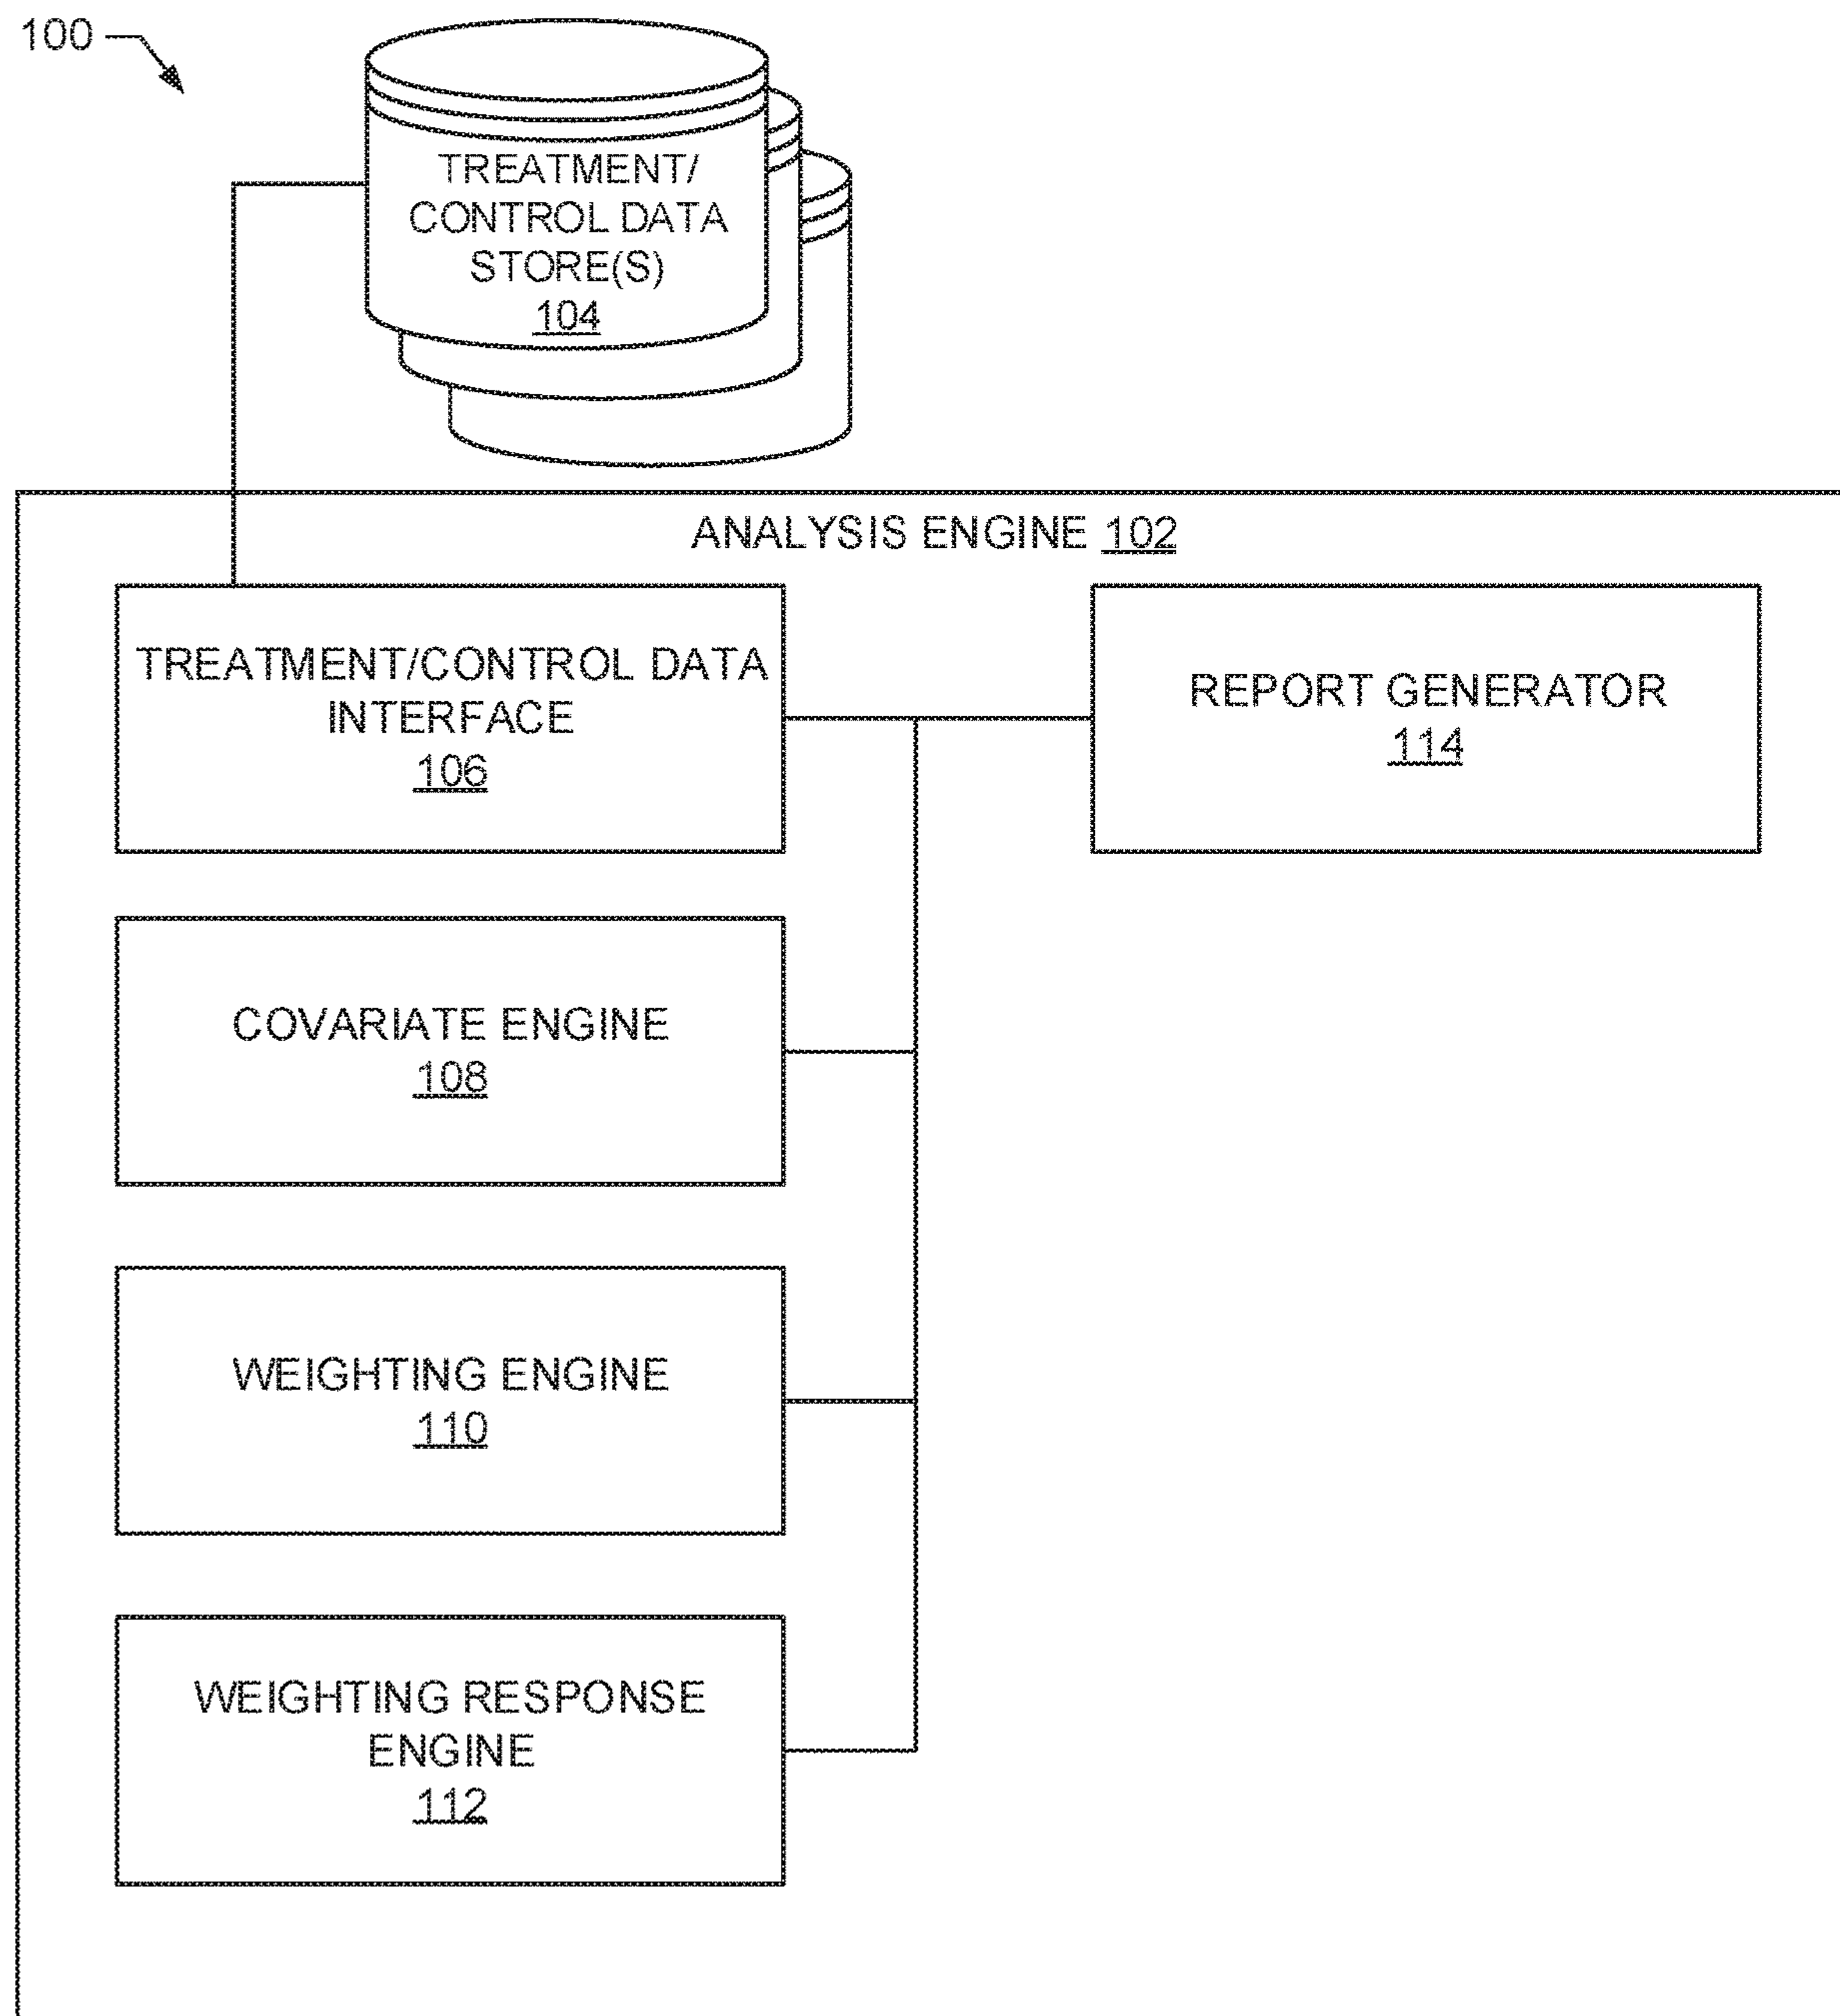 100
TREATMENT/
CONTROL DATA
STORE(S)
104
ANALYSIS ENGINE 102
TREATMENT/CONTROL DATA
INTERFACE
106
REPORT GENERATOR
114
COVARIATE ENGINE
108
WEIGHTING ENGINE
110
WEIGHTING RESPONSE
ENGINE
112